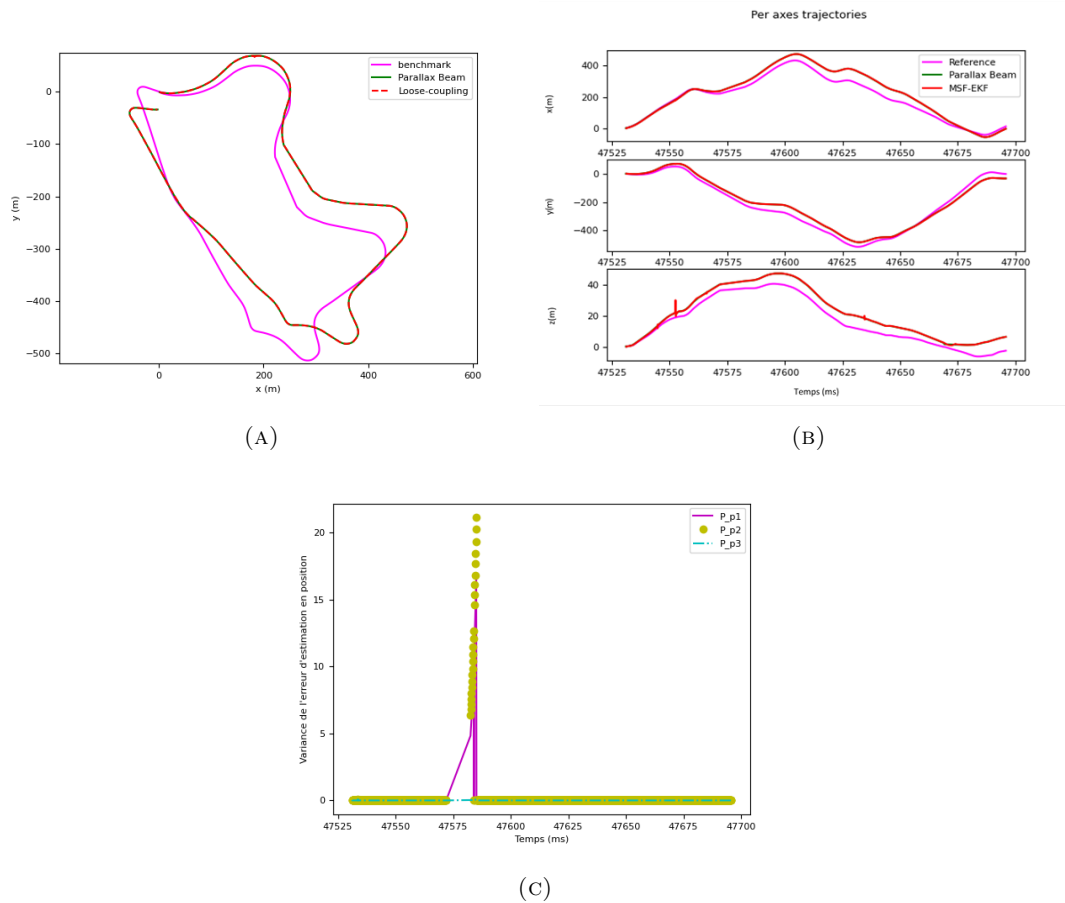 Per axes trajectories
benchmark
Parallax Beam
Loose-coupling
0
−100
−200
−300
−400
−500
y (m)
0 200 400 600
x (m)
Reference
Parallax Beam
MSF-EKF
400
200
0
x(m)
47525 47550 47575 47600 47625 47650 47675 47700
0
−200
−400
y(m)
47525 47550 47575 47600 47625 47650 47675 47700
40
20
0
z(m)
47525 47550 47575 47600 47625 47650 47675 47700
Temps (ms)
(A)
(B)
P_p1
P_p2
P_p3
20
15
10
5
0
Variance de l'erreur d'estimation en position
47525 47550 47575 47600 47625 47650 47675 47700
Temps (ms)
(C)